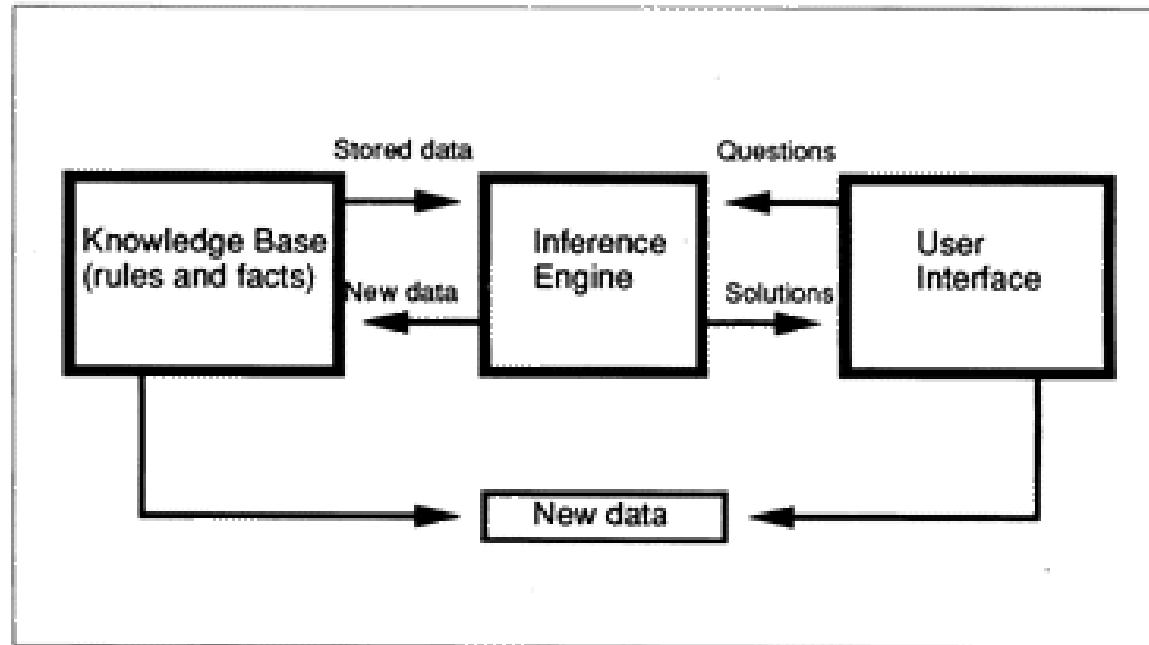 Stored data
Questions
Knowledge Base
(rules and facts)
Inference
Engine
User
Interface
New data
Solutions
New data